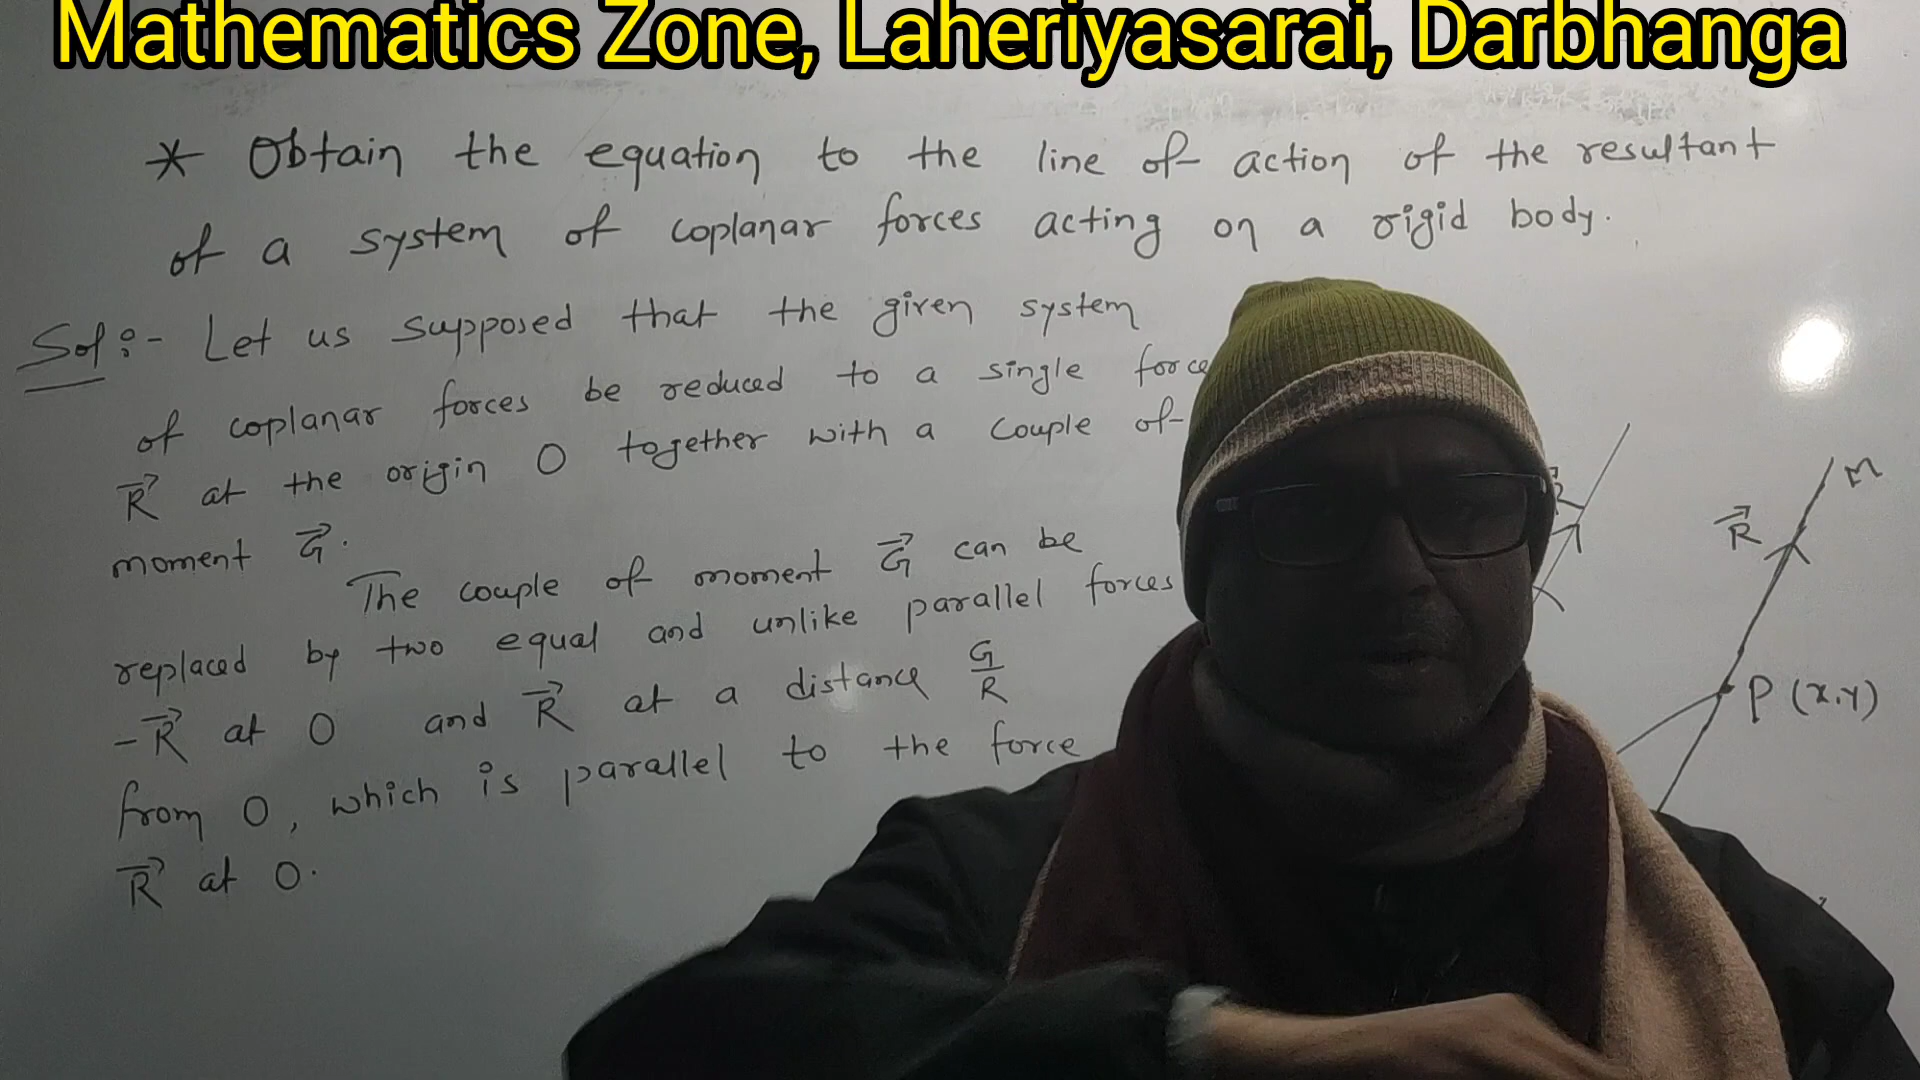 Mathematics Zone, Laheriyasarai, Darbhanga
* Obtain the equation to the line of action of the resultant
of a system of coplanar forces acting on a rigid body.
Sol:- Let us supposed that the given system
of coplanar forces be reduced to a single force
R⃗ at the origin O together with a couple of
moment G⃗.
The couple of moment G⃗ can be
replaced by two equal and unlike parallel forces
-R⃗ at O and R⃗ at a distance G/R
from O, which is parallel to the force
R⃗ at O.
M
R⃗
P (x,y)